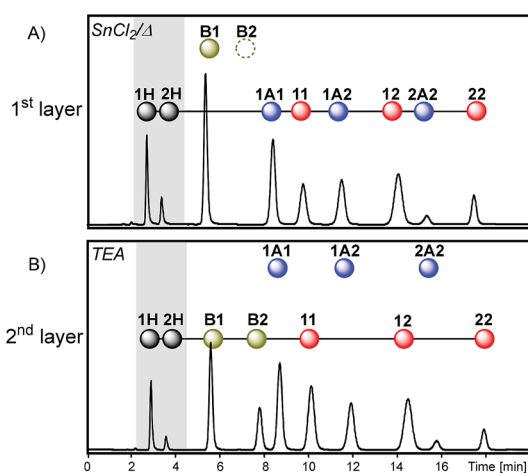 A)
SnCl2/Δ
B1 B2
1H 2H 1A1 11 1A2 12 2A2 22
1st layer
B)
TEA
1A1 1A2 2A2
1H 2H B1 B2 11 12 22
2nd layer
0 2 4 6 8 10 12 14 16 Time [min]